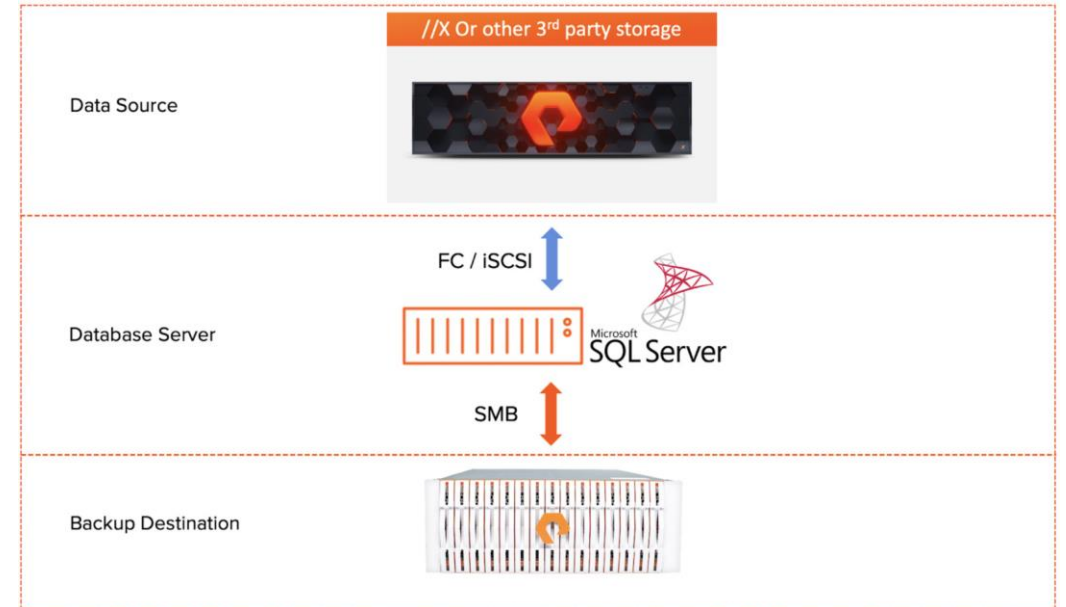 //X Or other 3rd party storage
Data Source
FC / iSCSI
Database Server
Microsoft
SQL Server
SMB
Backup Destination